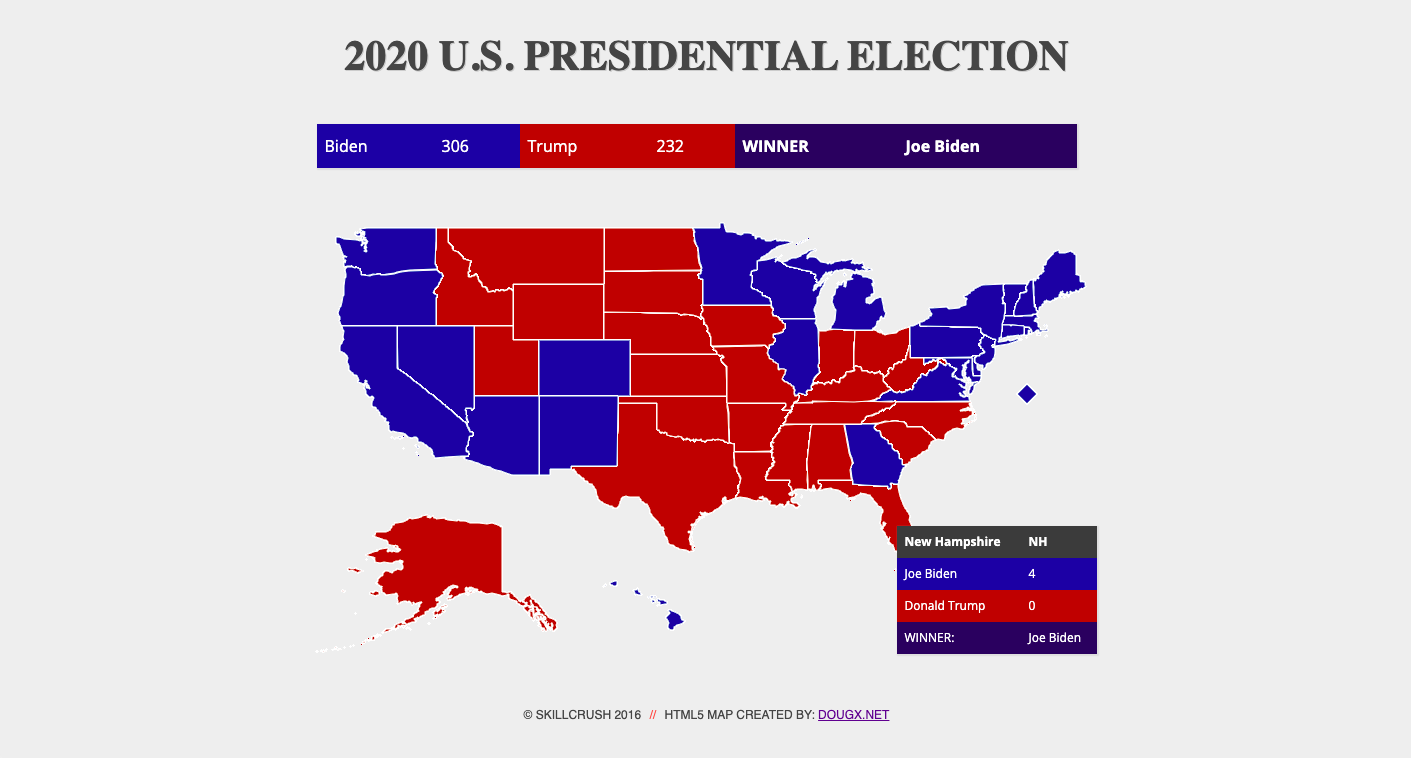 2020 U.S. PRESIDENTIAL ELECTION
Biden 306 Trump 232 WINNER Joe Biden
New Hampshire NH
Joe Biden 4
Donald Trump 0
WINNER: Joe Biden
© SKILLCRUSH 2016 // HTML5 MAP CREATED BY: DOUGX.NET